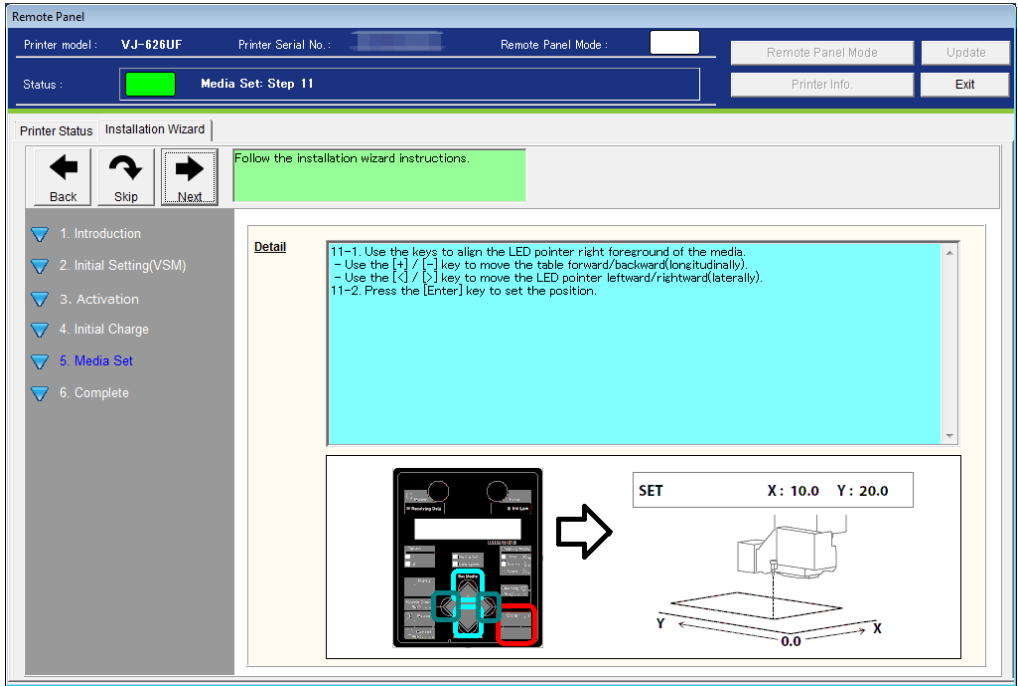 Remote Panel
Printer model : VJ-626UF Printer Serial No. : Remote Panel Mode :
Remote Panel Mode Update
Status : Media Set: Step 11
Printer Info. Exit
Printer Status Installation Wizard
Back Skip Next
Follow the installation wizard instructions.
1. Introduction
2. Initial Setting(VSM)
3. Activation
4. Initial Charge
5. Media Set
6. Complete
Detail
11-1. Use the keys to align the LED pointer right foreground of the media.
- Use the [+] / [-] key to move the table forward/backward(longitudinally).
- Use the [<] / [>] key to move the LED pointer leftward/rightward(laterally).
11-2. Press the [Enter] key to set the position.
SET X : 10.0 Y : 20.0
Y X
0.0